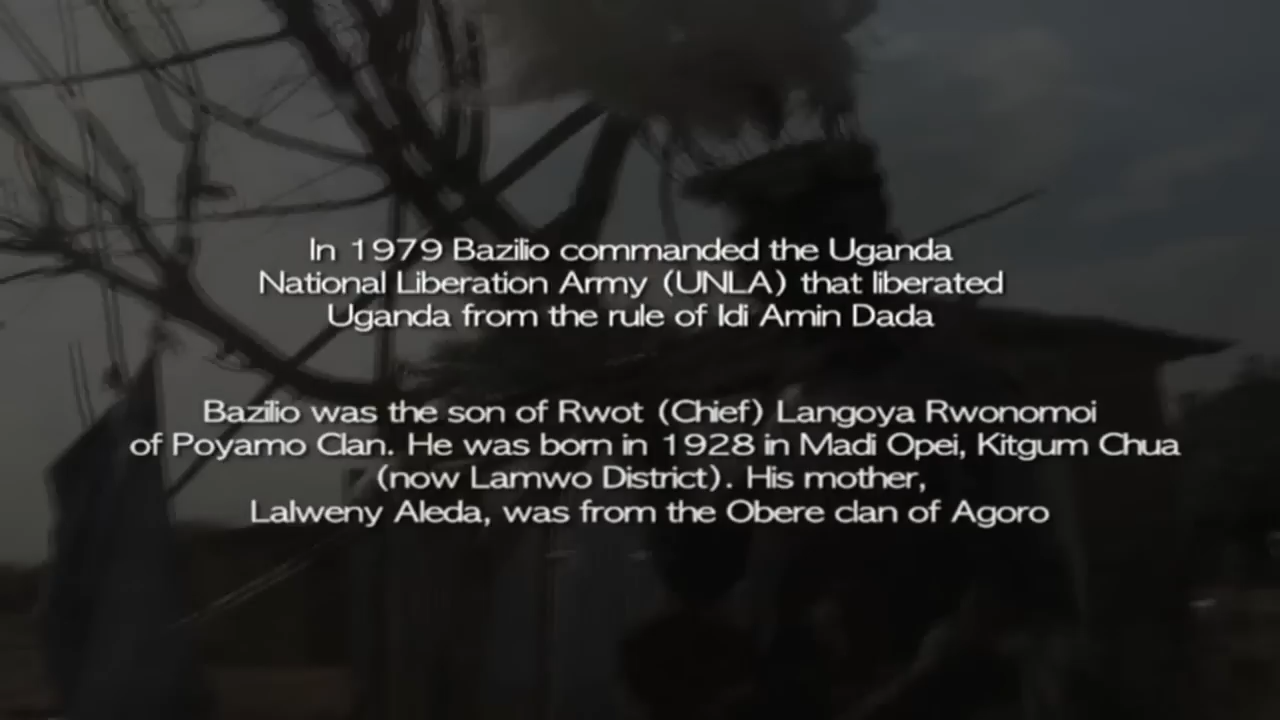 In 1979 Bazilio commanded the Uganda
National Liberation Army (UNLA) that liberated
Uganda from the rule of Idi Amin Dada
Bazilio was the son of Rwot (Chief) Langoya Rwonomoi
of Poyamo Clan. He was born in 1928 in Madi Opei, Kitgum Chua
(now Lamwo District). His mother,
Lalweny Aleda, was from the Obere clan of Agoro